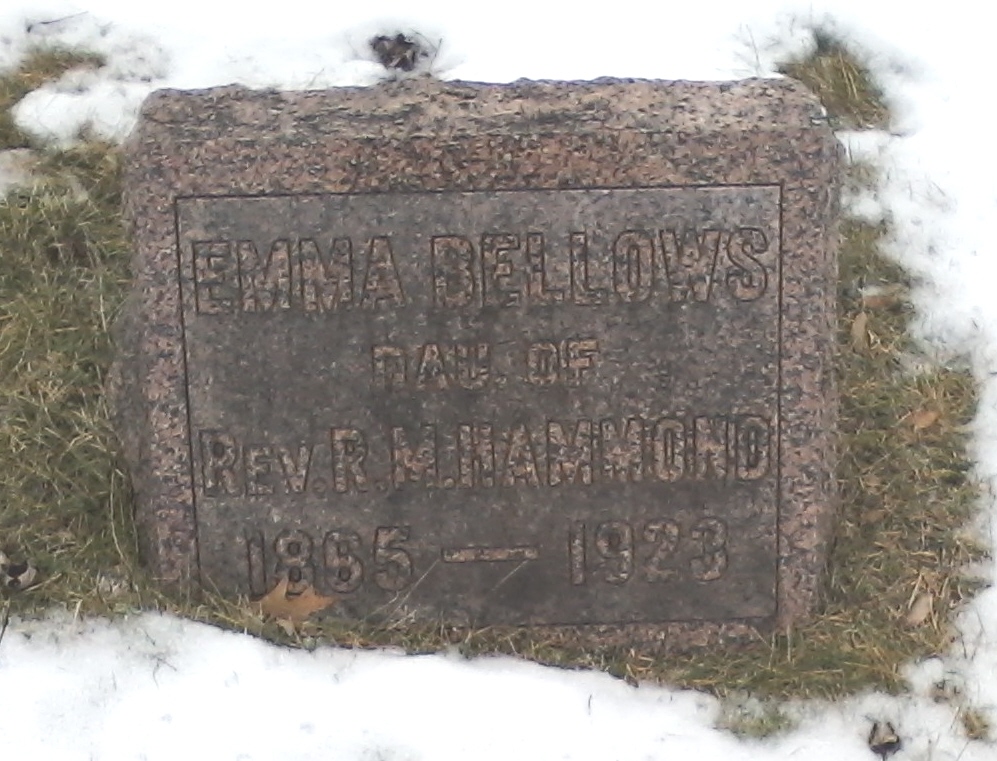 EMMA BELLOWS
DAU. OF
REV. R. M. HAMMOND
1865 — 1923